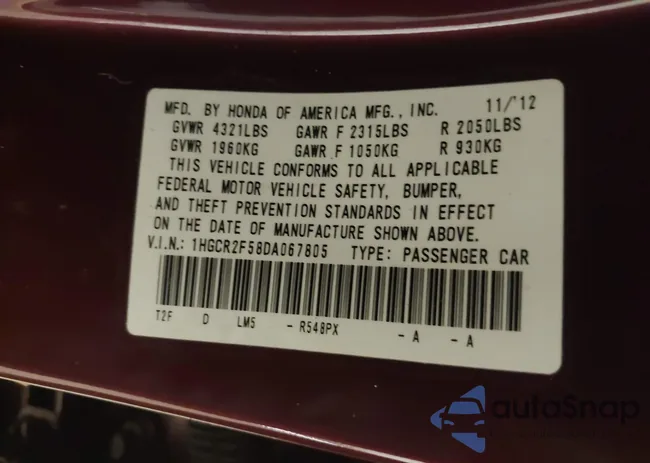 MFD. BY HONDA OF AMERICA MFG., INC. 11/'12
GVWR 4321LBS GAWR F 2315LBS R 2050LBS
GVWR 1960KG GAWR F 1050KG R 930KG
THIS VEHICLE CONFORMS TO ALL APPLICABLE
FEDERAL MOTOR VEHICLE SAFETY, BUMPER,
AND THEFT PREVENTION STANDARDS IN EFFECT
ON THE DATE OF MANUFACTURE SHOWN ABOVE.
V.I.N.: 1HGCR2F58DA067805 TYPE: PASSENGER CAR
T2F D LM5 - R548PX - A - A
autoSnap